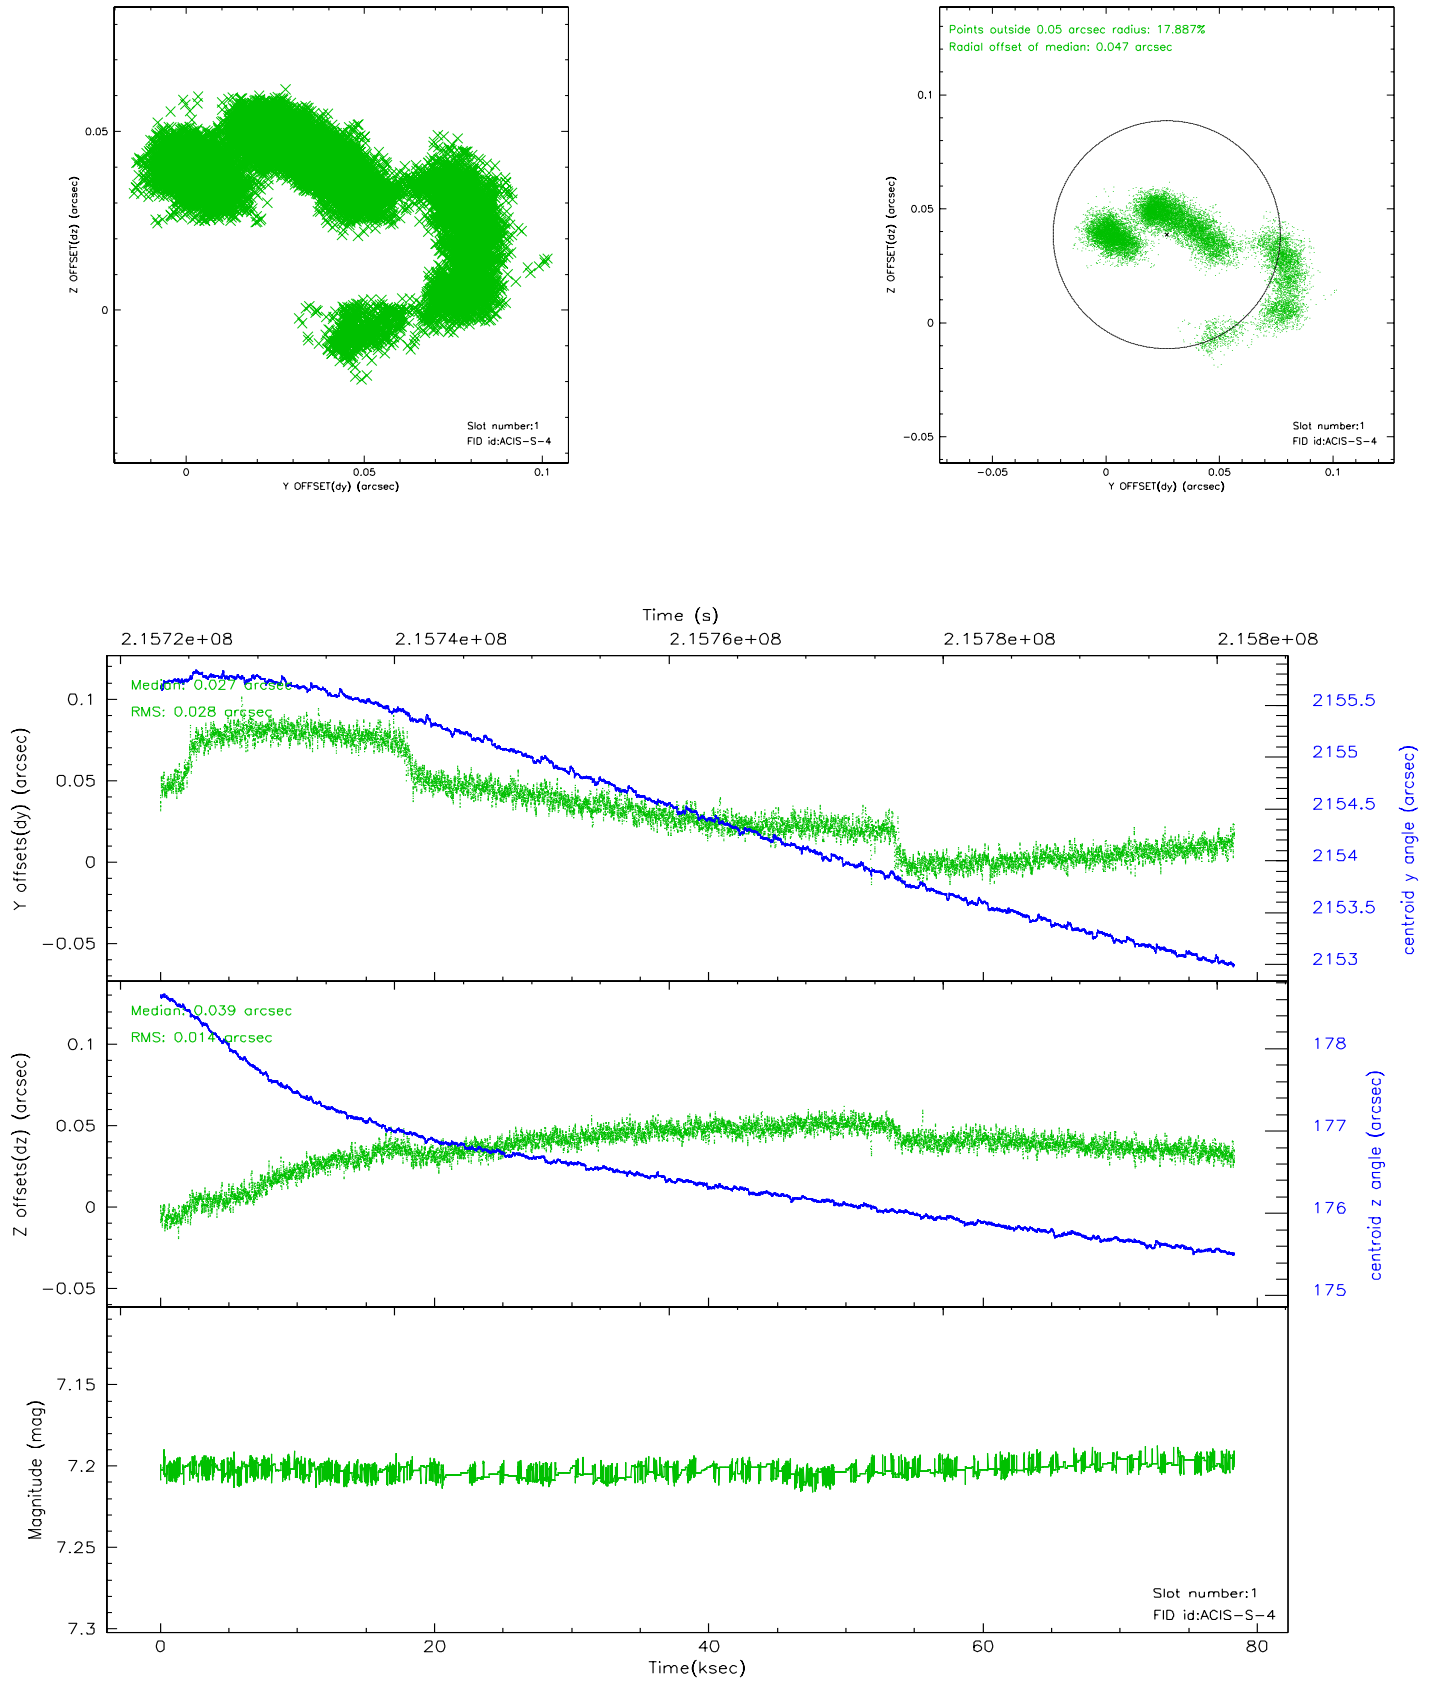 0.05
0
Z OFFSET(dz) (arcsec)
Slot number:1
FID id:ACIS-S-4
0
0.05
0.1
Y OFFSET(dy) (arcsec)
Points outside 0.05 arcsec radius: 17.887%
Radial offset of median: 0.047 arcsec
0.1
0.05
0
-0.05
Z OFFSET(dz) (arcsec)
Slot number:1
FID id:ACIS-S-4
-0.05
0
0.05
0.1
Y OFFSET(dy) (arcsec)
Time (s)
2.1572e+08
2.1574e+08
2.1576e+08
2.1578e+08
2.158e+08
Median: 0.027 arcsec
RMS: 0.028 arcsec
0.1
0.05
0
-0.05
Y offsets(dy) (arcsec)
2155.5
2155
2154.5
2154
2153.5
2153
centroid y angle (arcsec)
Median: 0.039 arcsec
RMS: 0.014 arcsec
0.1
0.05
0
-0.05
Z offsets(dz) (arcsec)
178
177
176
175
centroid z angle (arcsec)
7.15
7.2
7.25
7.3
Magnitude (mag)
Slot number:1
FID id:ACIS-S-4
0
20
40
60
80
Time(ksec)